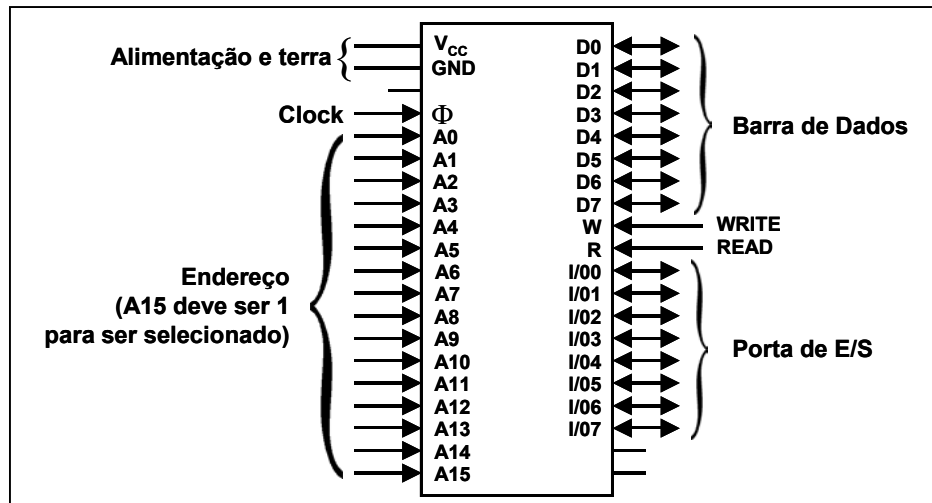 Alimentação e terra
Clock
Endereço
(A15 deve ser 1
para ser selecionado)
VCC
GND
Φ
A0
A1
A2
A3
A4
A5
A6
A7
A8
A9
A10
A11
A12
A13
A14
A15
D0
D1
D2
D3
D4
D5
D6
D7
W
R
I/00
I/01
I/02
I/03
I/04
I/05
I/06
I/07
Barra de Dados
WRITE
READ
Porta de E/S